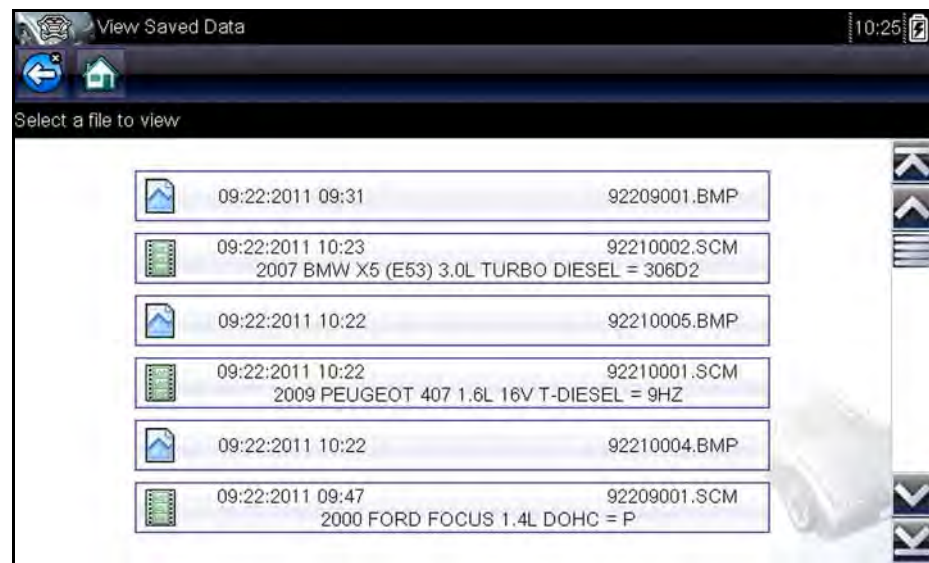 View Saved Data 10:25
Select a file to view
09:22:2011 09:31 92209001.BMP
09:22:2011 10:23 92210002.SCM
2007 BMW X5 (E53) 3.0L TURBO DIESEL = 306D2
09:22:2011 10:22 92210005.BMP
09:22:2011 10:22 92210001.SCM
2009 PEUGEOT 407 1.6L 16V T-DIESEL = 9HZ
09:22:2011 10:22 92210004.BMP
09:22:2011 09:47 92209001.SCM
2000 FORD FOCUS 1.4L DOHC = P